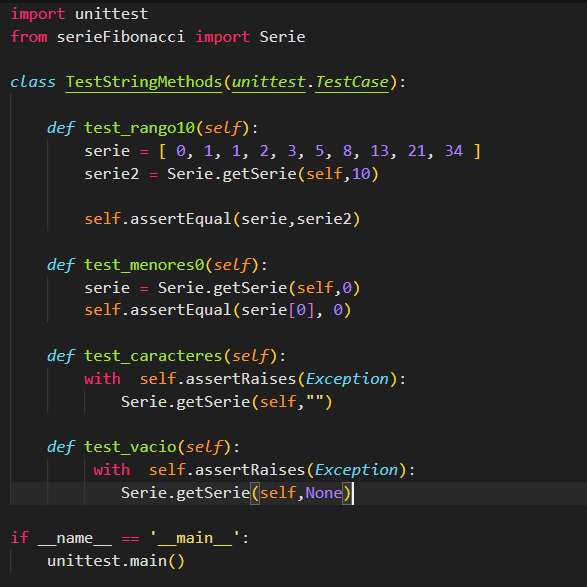 import unittest
from serieFibonacci import Serie
class TestStringMethods(unittest.TestCase):
def test_rango10(self):
serie = [ 0, 1, 1, 2, 3, 5, 8, 13, 21, 34 ]
serie2 = Serie.getSerie(self,10)
self.assertEqual(serie,serie2)
def test_menores0(self):
serie = Serie.getSerie(self,0)
self.assertEqual(serie[0], 0)
def test_caracteres(self):
with  self.assertRaises(Exception):
Serie.getSerie(self,"")
def test_vacio(self):
with  self.assertRaises(Exception):
Serie.getSerie(self,None)
if __name__ == '__main__':
unittest.main()